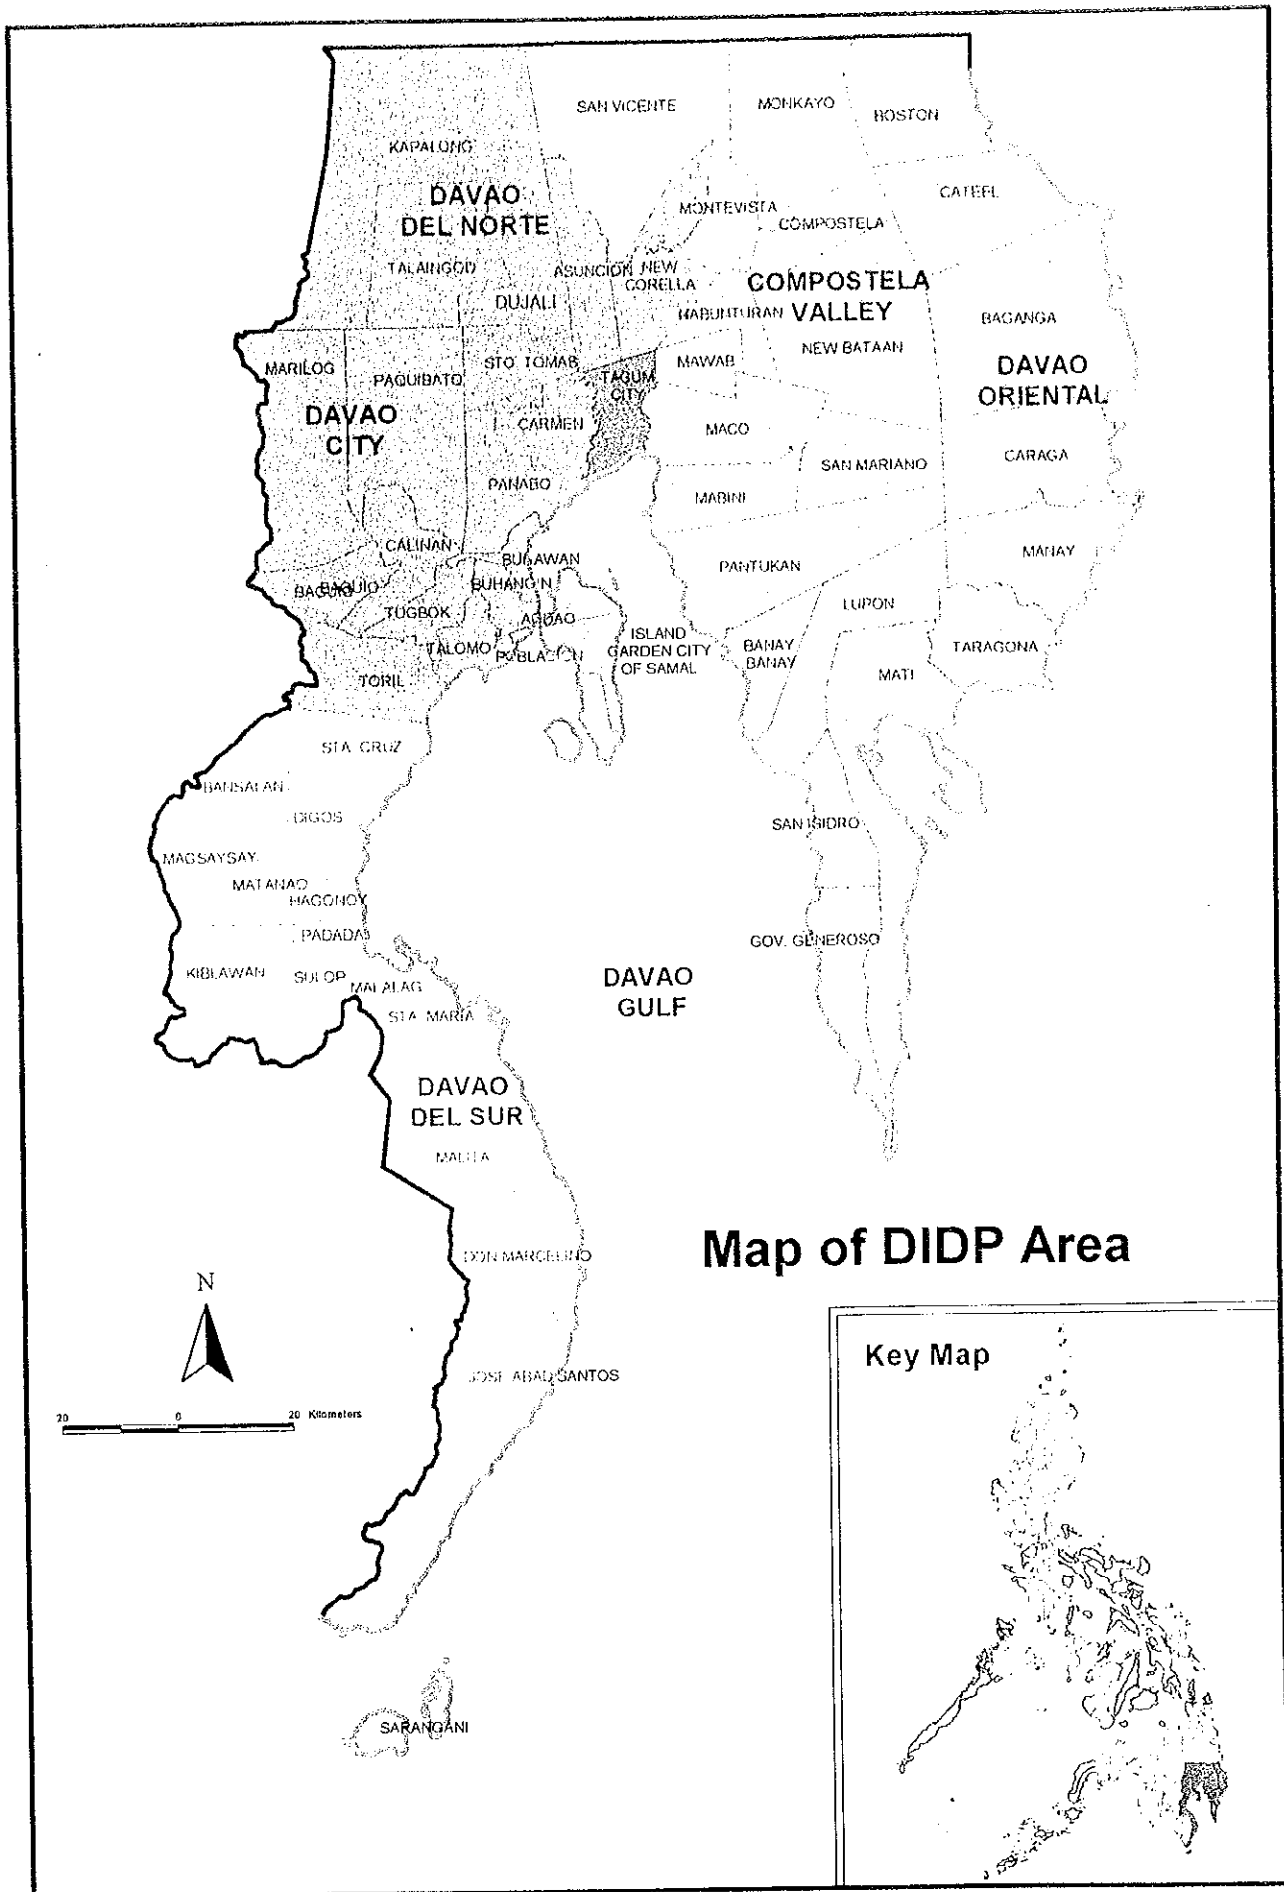 SAN VICENTE
MONKAYO
BOSTON
KAPALONG
DAVAO
DEL NORTE
MONTEVISTA
CATEEL
COMPOSTELA
TALAINGOD
ASUNCION
NEW
CORELLA
DUJALI
COMPOSTELA
VALLEY
NABUNTURAN
BAGANGA
MARILOG
PAQUIBATO
STO TOMAS
TAGUM
CITY
MAWAB
NEW BATAAN
DAVAO
ORIENTAL
DAVAO
CITY
CARMEN
MACO
SAN MARIANO
CARAGA
PANABO
MABINI
CALINAN
BUNAWAN
PANTUKAN
MANAY
BAGUIO
BAGUIO
BUHANGIN
TUGBOK
AGDAO
LUPON
TALOMO
POBLACION
ISLAND
GARDEN CITY
OF SAMAL
BANAY
BANAY
TARAGONA
TORIL
MATI
STA CRUZ
BANSALAN
DIGOS
SAN ISIDRO
MAGSAYSAY
MATANAO
HAGONOY
PADADA
GOV. GENEROSO
KIBLAWAN
SULOP
MALALAG
DAVAO
GULF
STA MARIA
DAVAO
DEL SUR
MALITA
Map of DIDP Area
DON MARCELINO
N
Key Map
JOSE ABAD SANTOS
20 0 20 Kilometers
SARANGANI